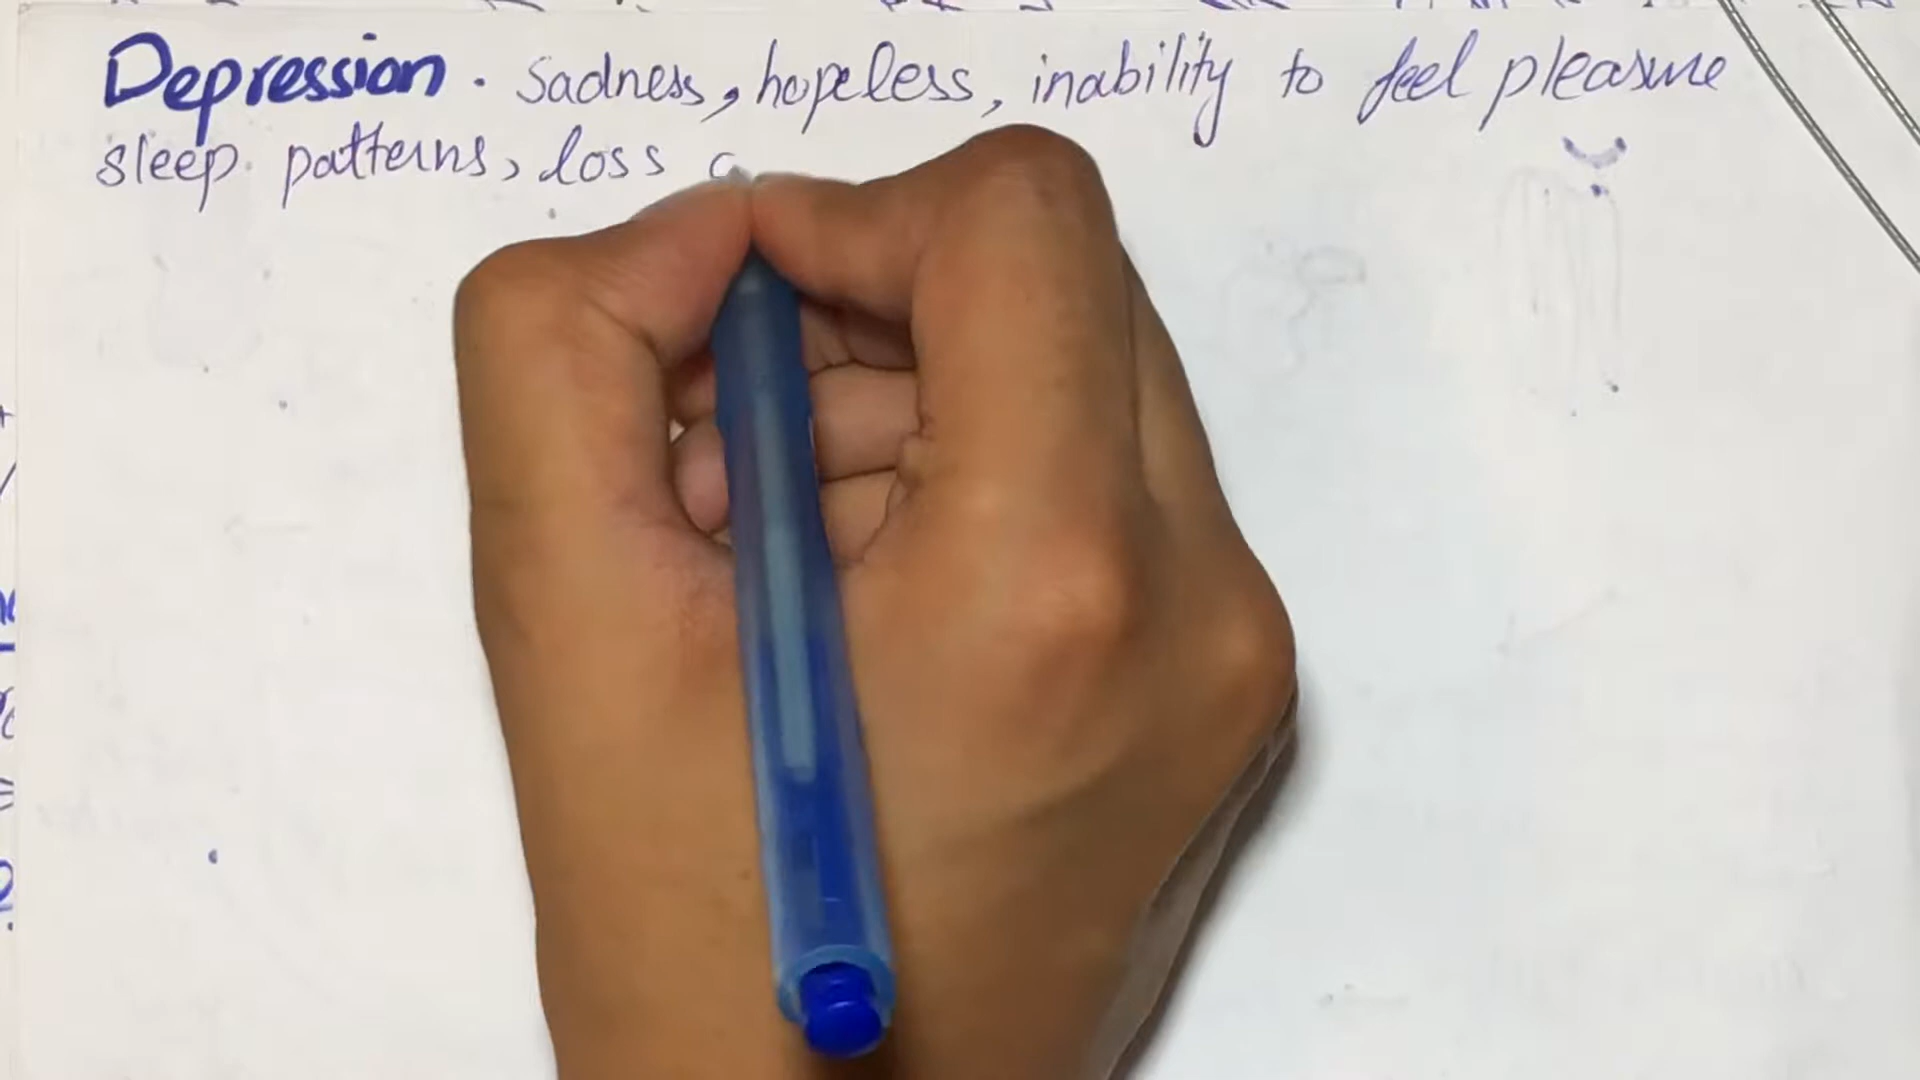 Depression. Sadness, hopeless, inability to feel pleasure
sleep patterns, loss